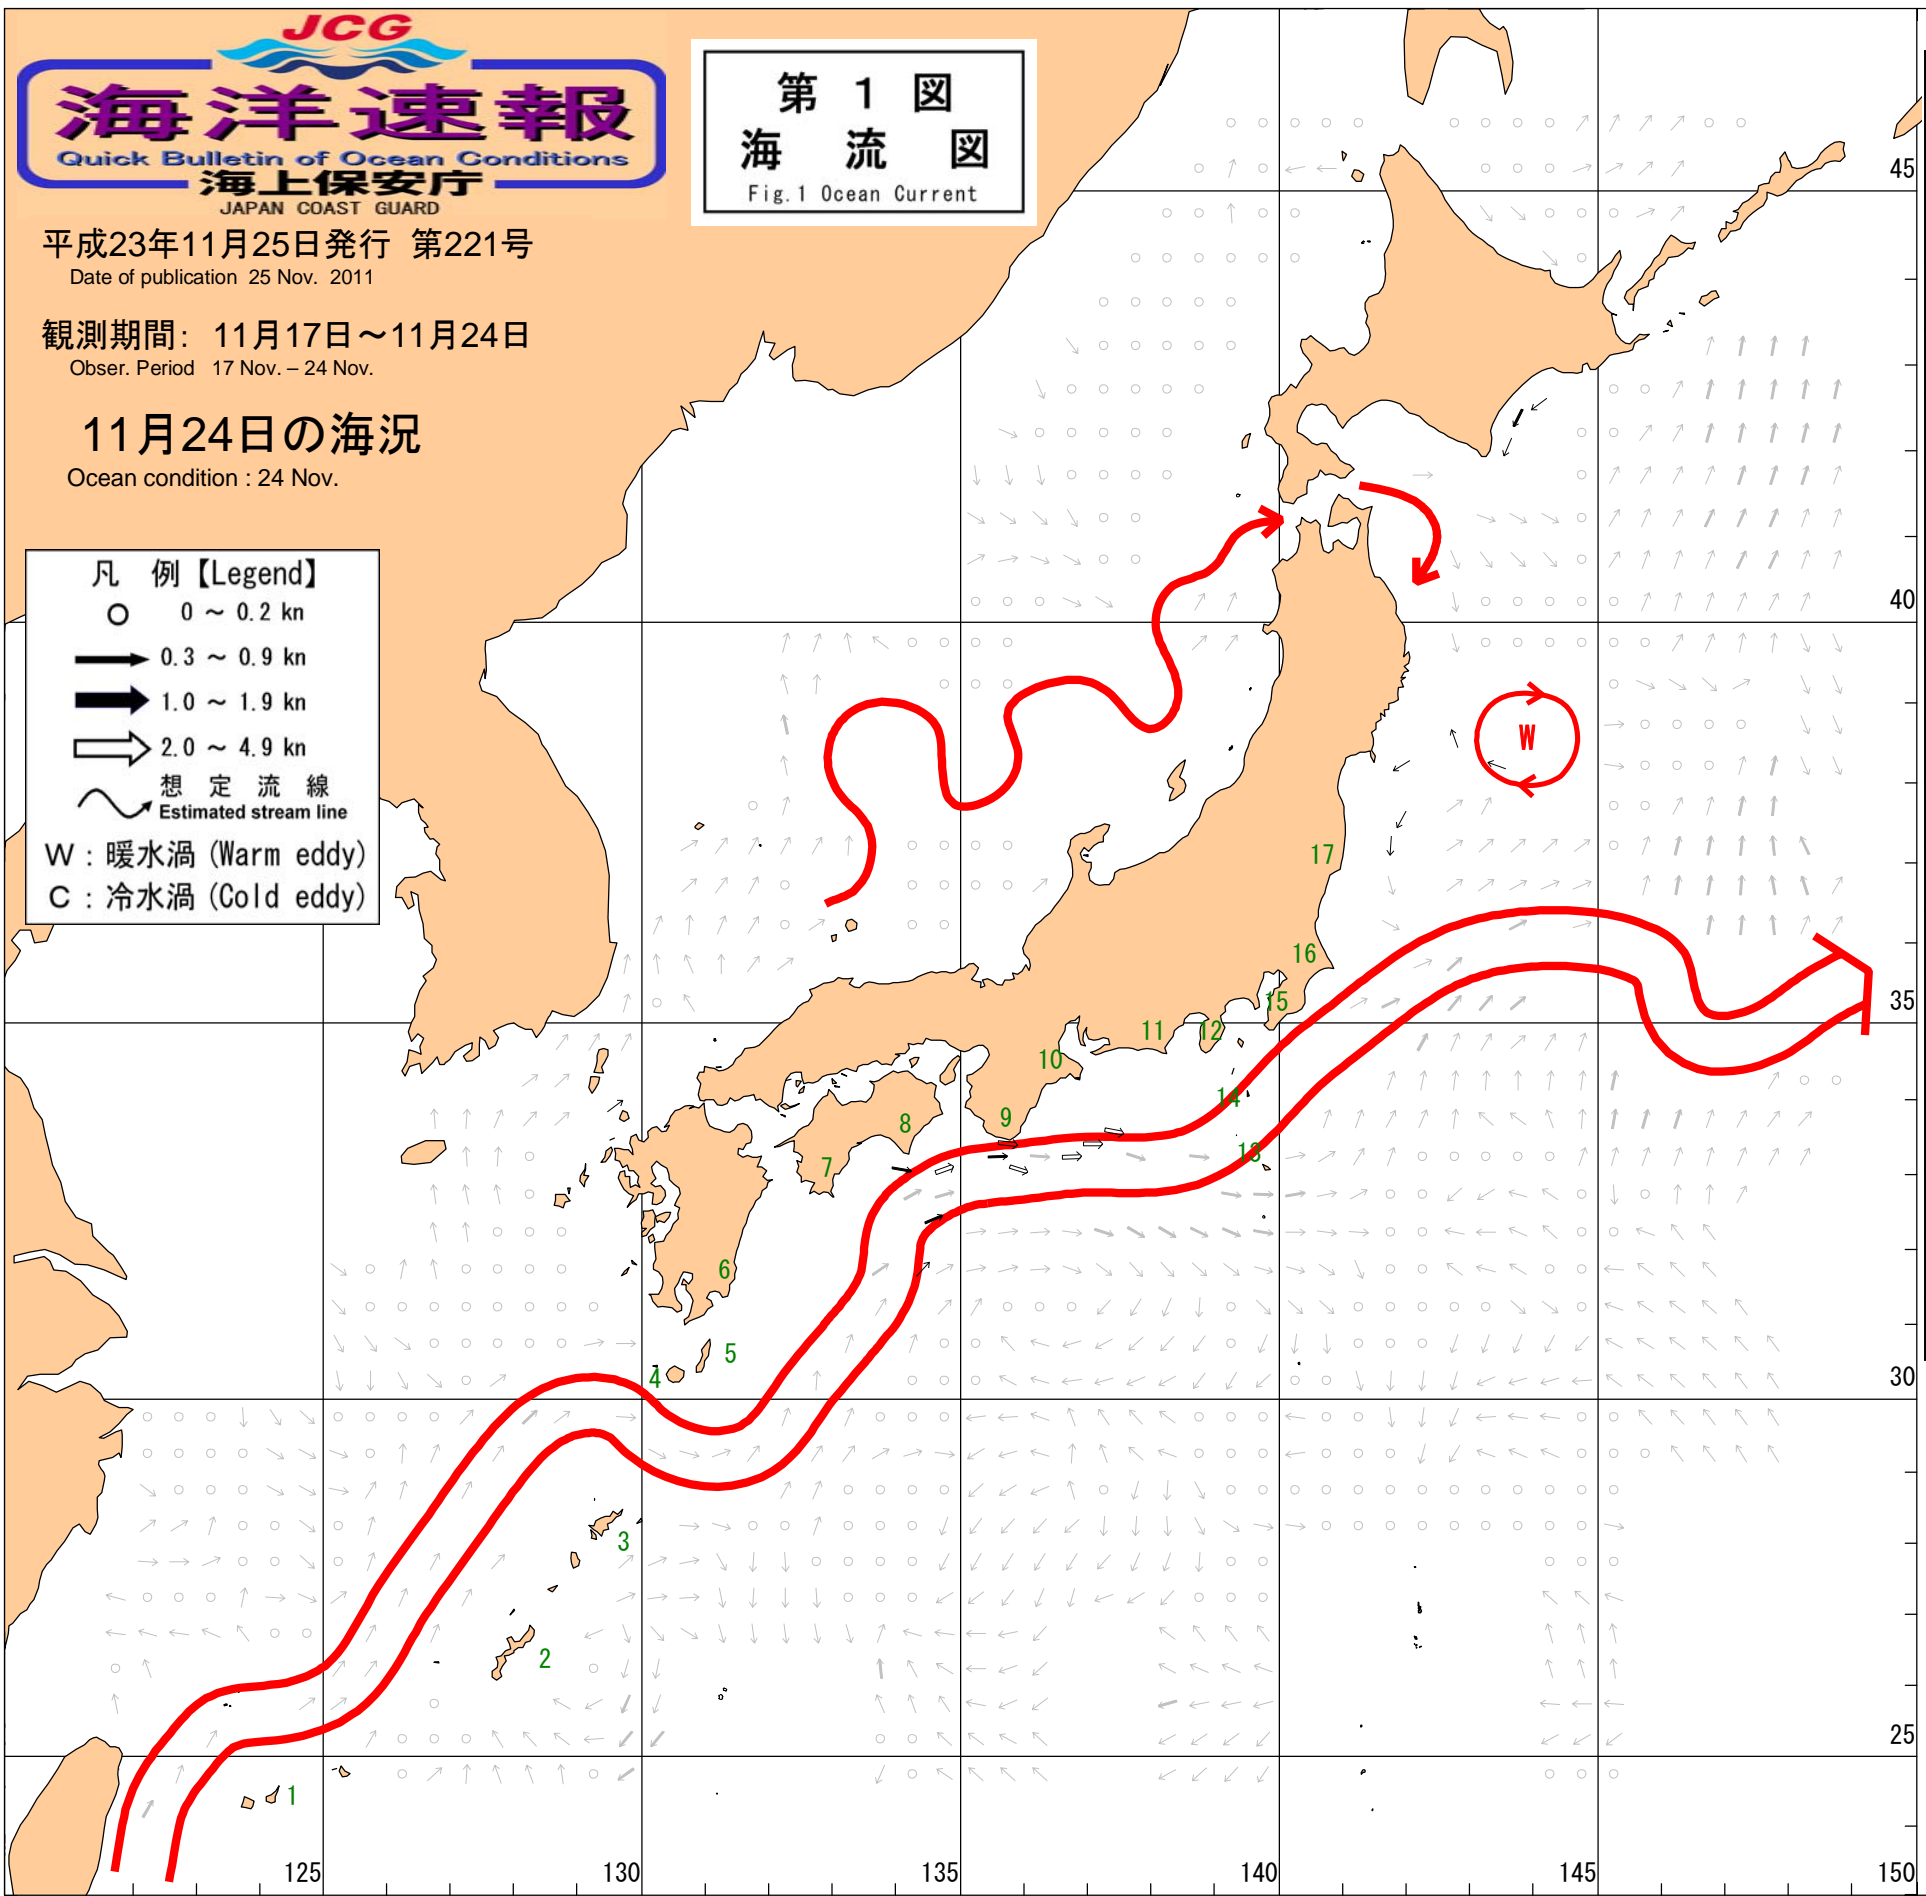 JCG
海洋速報
Quick Bulletin of Ocean Conditions
海上保安庁
JAPAN COAST GUARD
第 1 図
海 流 図
Fig.1 Ocean Current
平成23年11月25日発行 第221号
Date of publication 25 Nov. 2011
観測期間: 11月17日～11月24日
Obser. Period 17 Nov. – 24 Nov.
11月24日の海況
Ocean condition : 24 Nov.
凡 例【Legend】
0 ～ 0.2 kn
0.3 ～ 0.9 kn
1.0 ～ 1.9 kn
2.0 ～ 4.9 kn
想 定 流 線
Estimated stream line
W : 暖水渦 (Warm eddy)
C : 冷水渦 (Cold eddy)
45
40
W
17
16
35
15
12
11
10
14
9
8
13
7
6
5
4
30
3
2
25
1
125
130
135
140
145
150